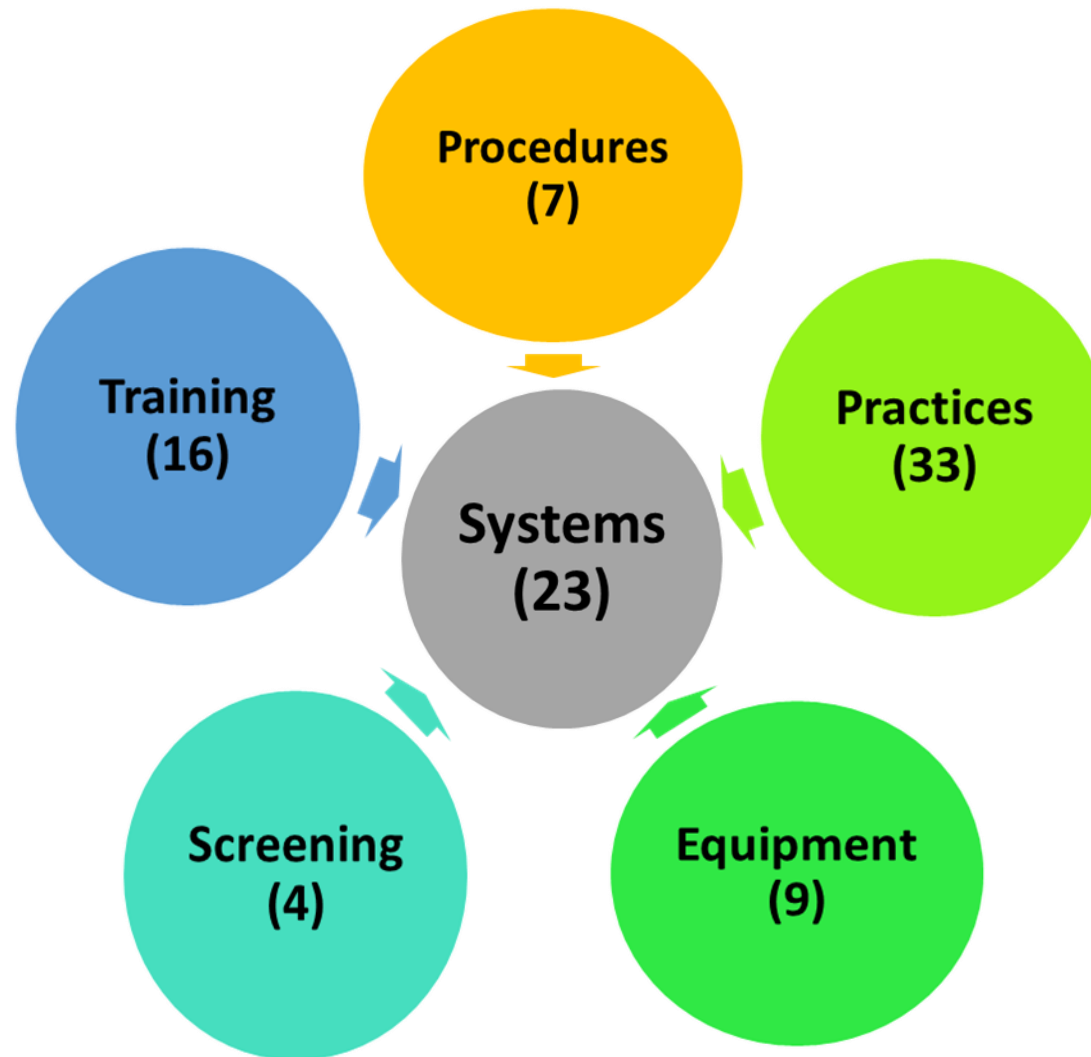 Procedures
(7)
Training
(16)
Practices
(33)
Systems
(23)
Screening
(4)
Equipment
(9)